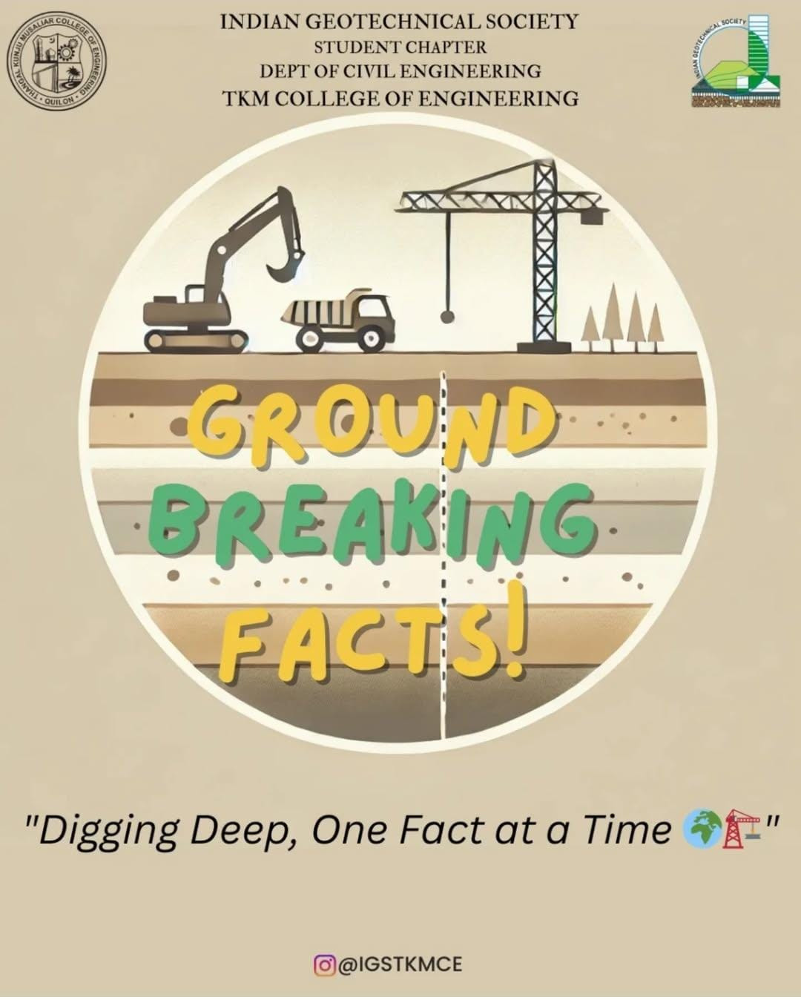 INDIAN GEOTECHNICAL SOCIETY
STUDENT CHAPTER
DEPT OF CIVIL ENGINEERING
TKM COLLEGE OF ENGINEERING
THANGAL KUNJU MUSALIAR COLLEGE OF ENGINEERING
• QUILON •
INDIAN GEOTECHNICAL SOCIETY
GROUND
BREAKING
FACTS!
"Digging Deep, One Fact at a Time 🌍🏗️"
@IGSTKMCE